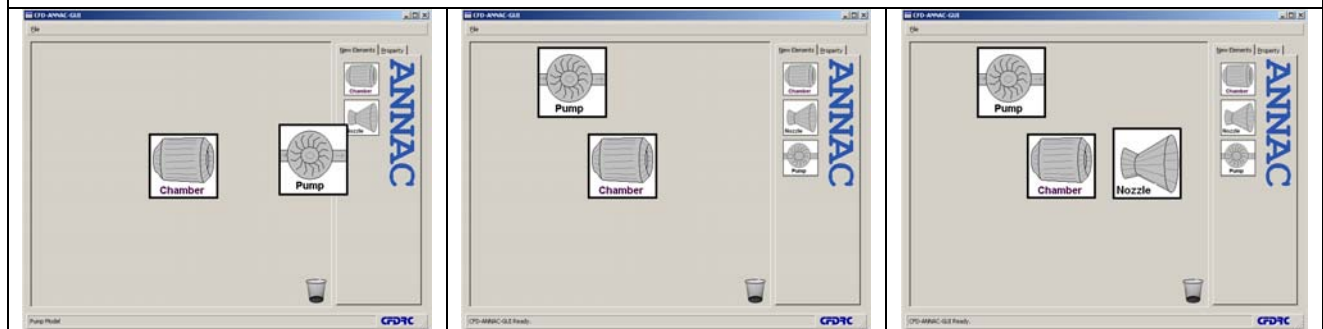 CFD-ANNAC-GUI
File
New Elements Property
Chamber
Nozzle
ANNAC
Chamber
Pump
Pump Model
CFDRC
CFD-ANNAC-GUI
File
New Elements Property
Pump
Chamber
Nozzle
Pump
ANNAC
Chamber
CFD-ANNAC-GUI Ready.
CFDRC
CFD-ANNAC-GUI
File
New Elements Property
Pump
Chamber
Nozzle
Pump
ANNAC
Chamber
Nozzle
CFD-ANNAC-GUI Ready.
CFDRC